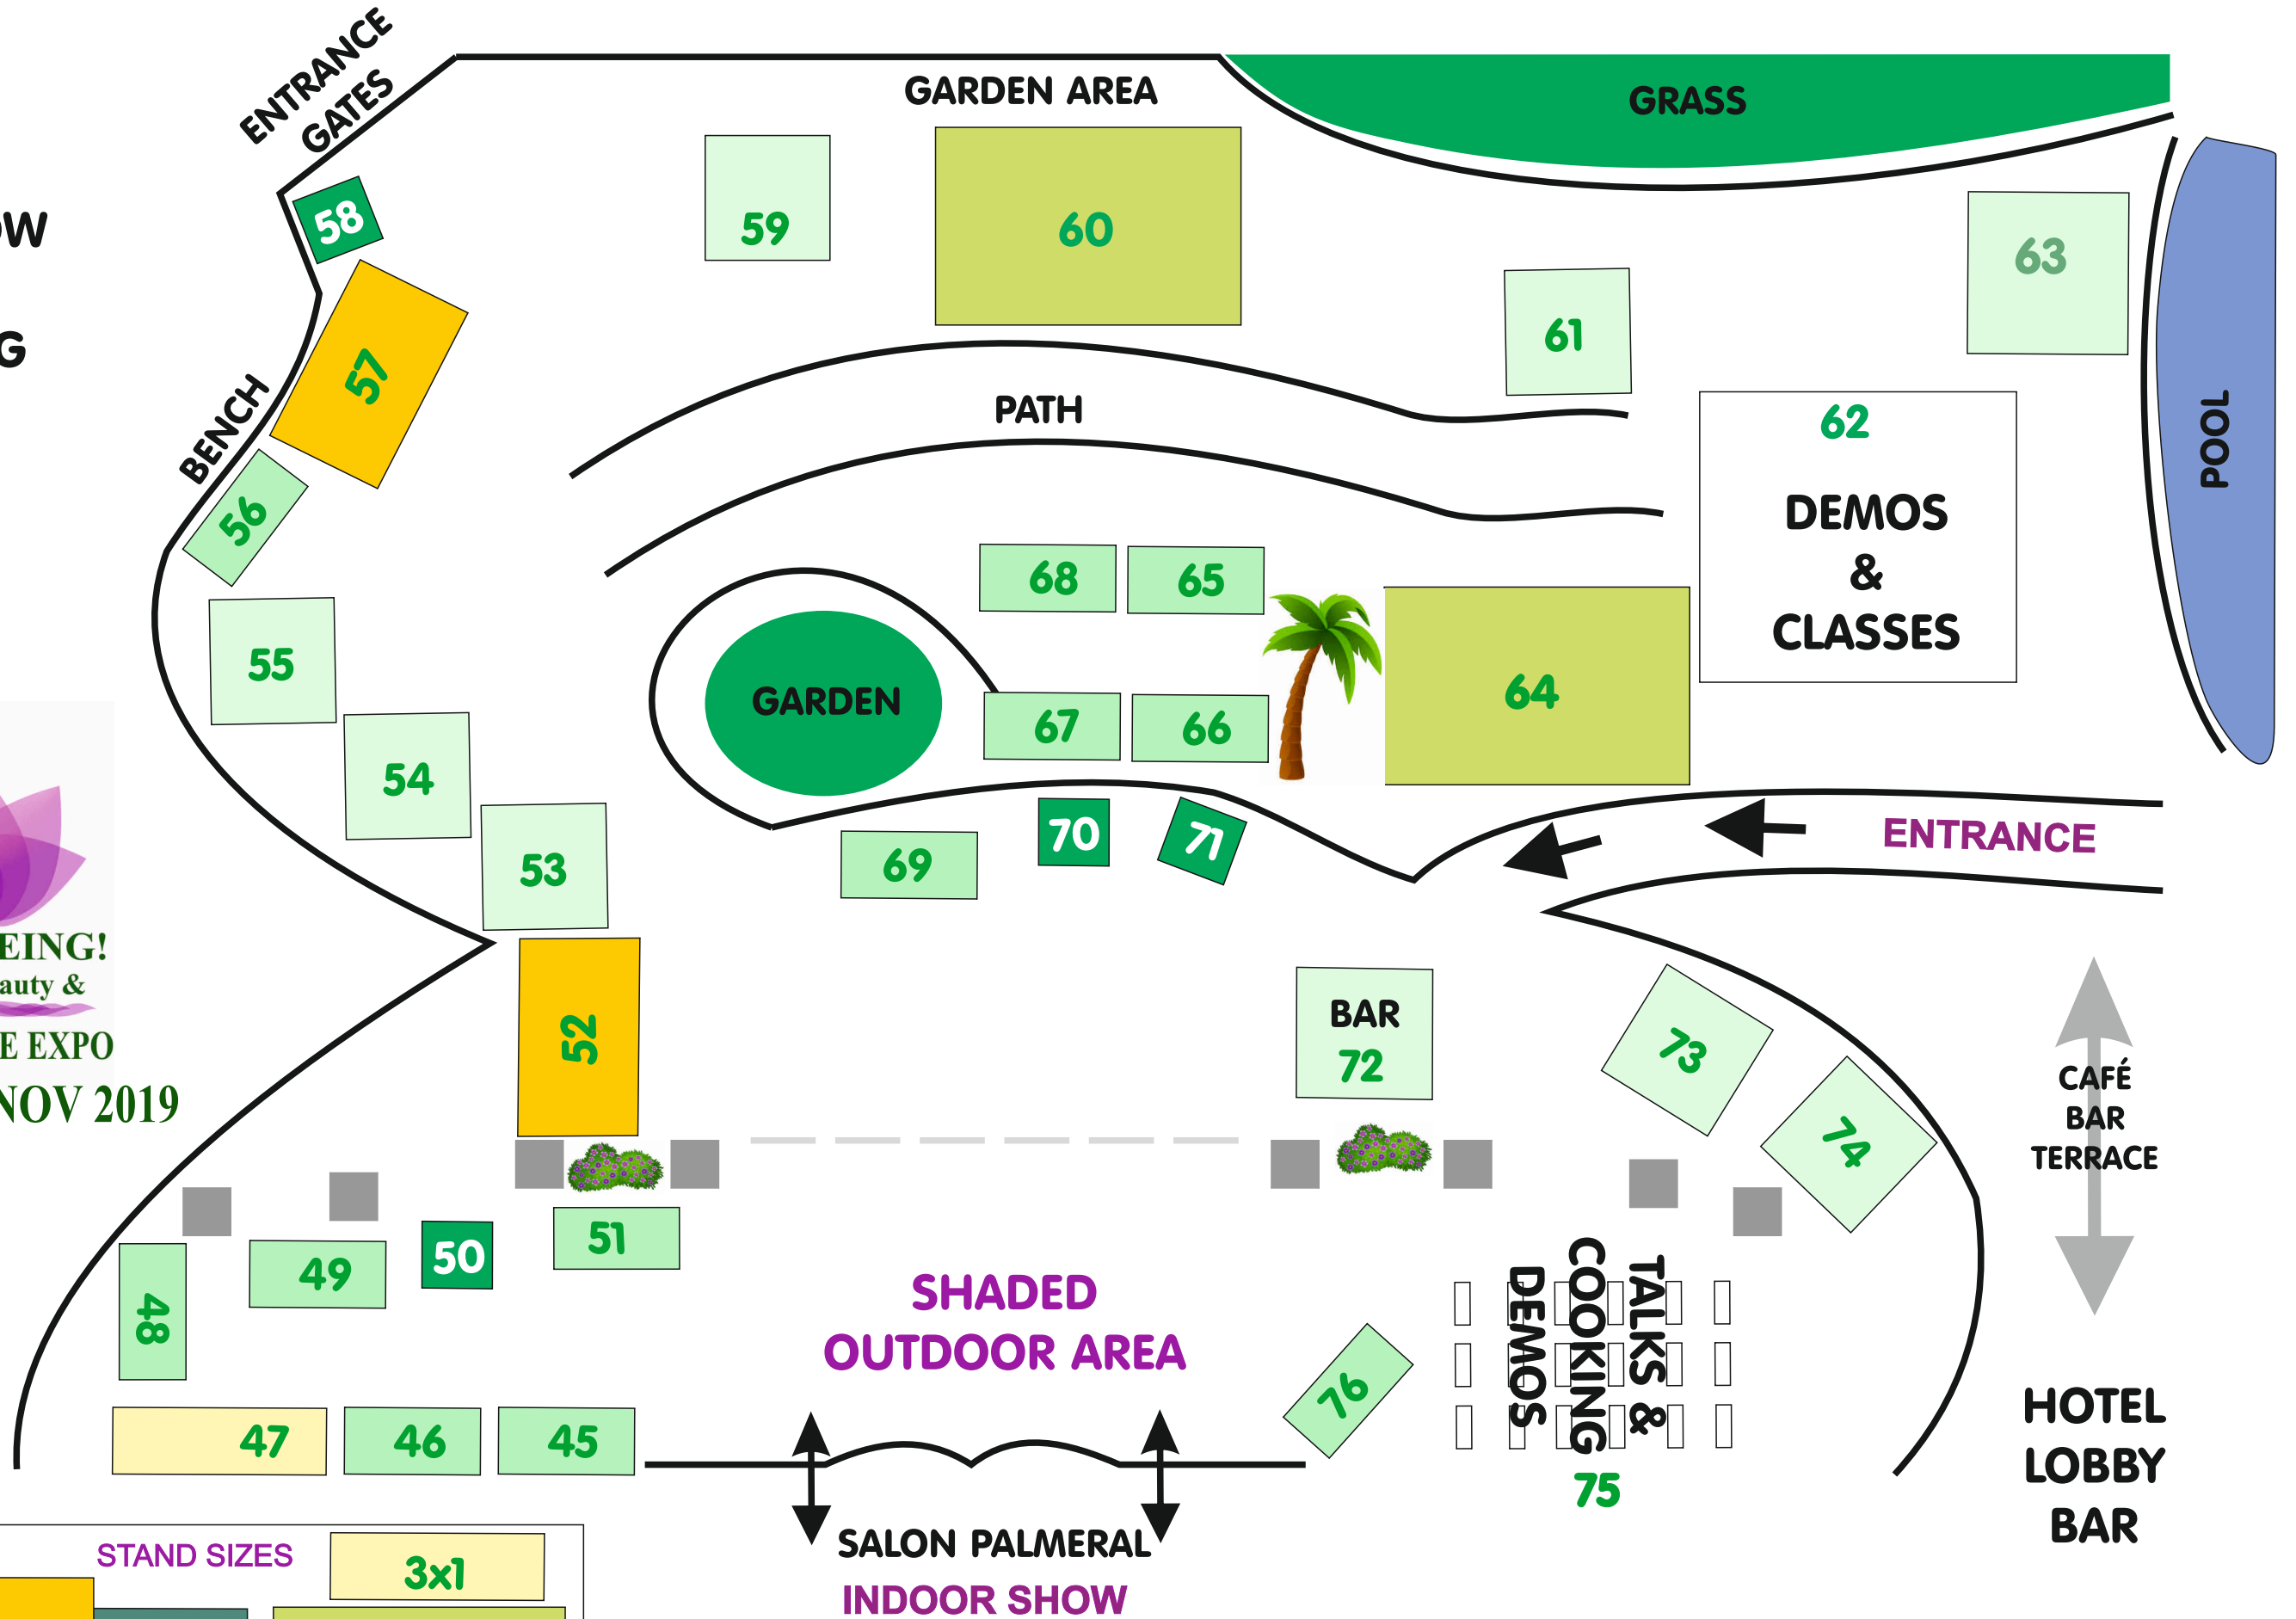 ENTRANCE
GATES
GARDEN AREA
GRASS
58
59
60
W
63
61
G
57
PATH
62
BENCH
POOL
DEMOS
&
CLASSES
56
68
65
55
64
GARDEN
67
66
54
70
71
ENTRANCE
69
53
EING!
auty &
E EXPO
NOV 2019
52
BAR
72
73
74
CAFÉ
BAR
TERRACE
51
50
49
48
SHADED
OUTDOOR AREA
TALKS &
COOKING
DEMOS
75
76
47
46
45
HOTEL
LOBBY
BAR
SALON PALMERAL
INDOOR SHOW
STAND SIZES
3x1